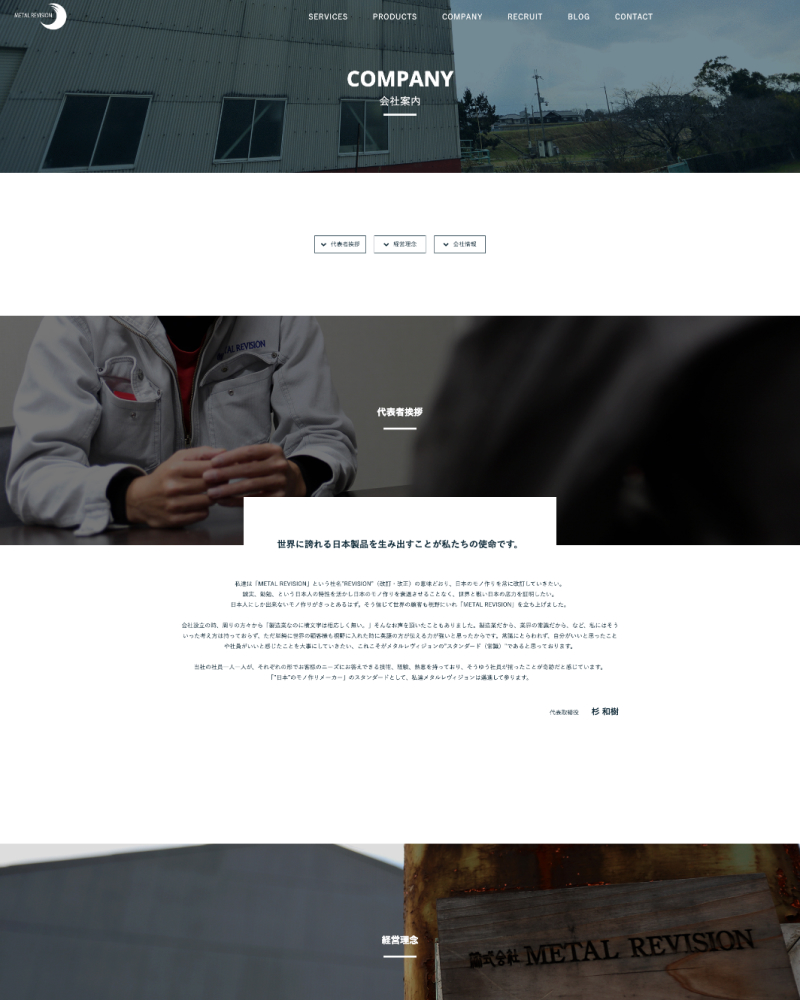 METAL REVISION
SERVICES PRODUCTS COMPANY RECRUIT BLOG CONTACT
COMPANY
会社案内
代表者挨拶 経営理念 会社情報
METAL REVISION
代表者挨拶
世界に誇れる日本製品を生み出すことが私たちの使命です。
私達は「METAL REVISION」という社名"REVISION"（改訂・改正）の意味どおり、日本のモノ作りを常に改訂していきたい。
誠実、勤勉、という日本人の特性を活かし日本のモノ作りを衰退させることなく、世界と戦い日本の底力を証明したい。
日本人にしか出来ないモノ作りがきっとあるはず。そう信じて世界の顧客も視野にいれ「METAL REVISION」を立ち上げました。
会社設立の時、周りの方々から「製造業なのに横文字は相応しく無い。」そんなお声を頂いたこともありました。製造業だから、業界の常識だから、など、私にはそう
いった考え方は持っておらず、ただ単純に世界の顧客様も視野に入れた時に英語の方が伝える力が強いと思ったからです。常識にとらわれず、自分がいいと思ったこと
や社員がいいと感じたことを大事にしていきたい、これこそがメタルレヴィジョンの"スタンダード（常識）"であると思っております。
当社の社員一人一人が、それぞれの形でお客様のニーズにお答えできる技術、経験、熱意を持っており、そうゆう社員が揃ったことが奇跡だと感じています。
「"日本"のモノ作りメーカー」のスタンダードとして、私達メタルレヴィジョンは邁進して参ります。
代表取締役 杉 和樹
経営理念
株式会社 METAL REVISION